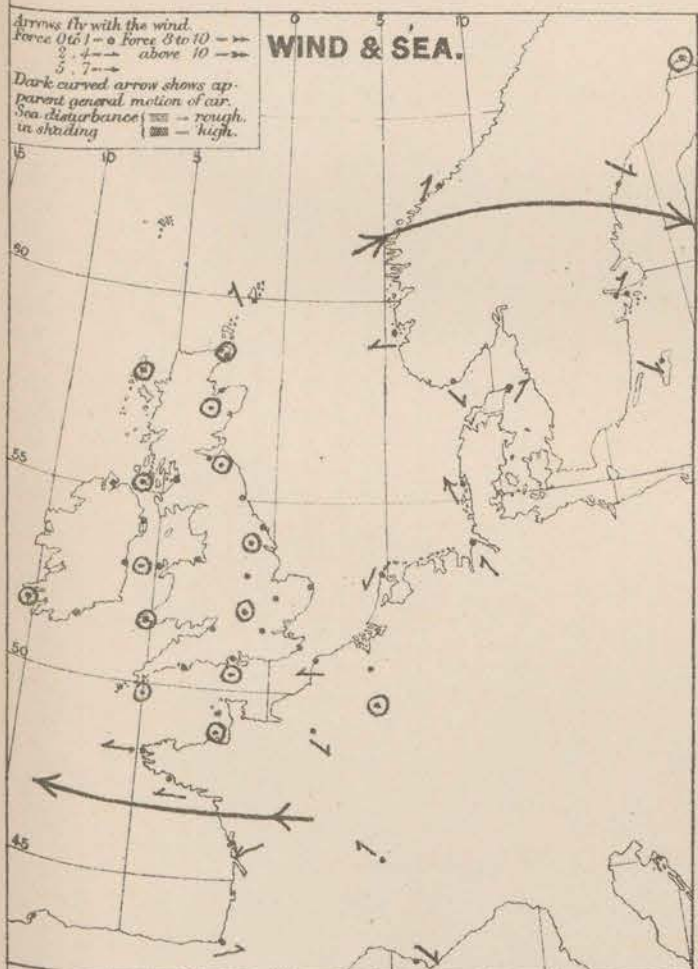 Arrows fly with the wind.
Force 0 to 1 — Force 8 to 10 —
2 . 4 — above 10 —
5 . 7 —
Dark curved arrow shows ap-
parent general motion of air.
Sea disturbance { — rough.
in shading { — high.
WIND & SEA.
0 5 10
15 10 5
60
55
50
45